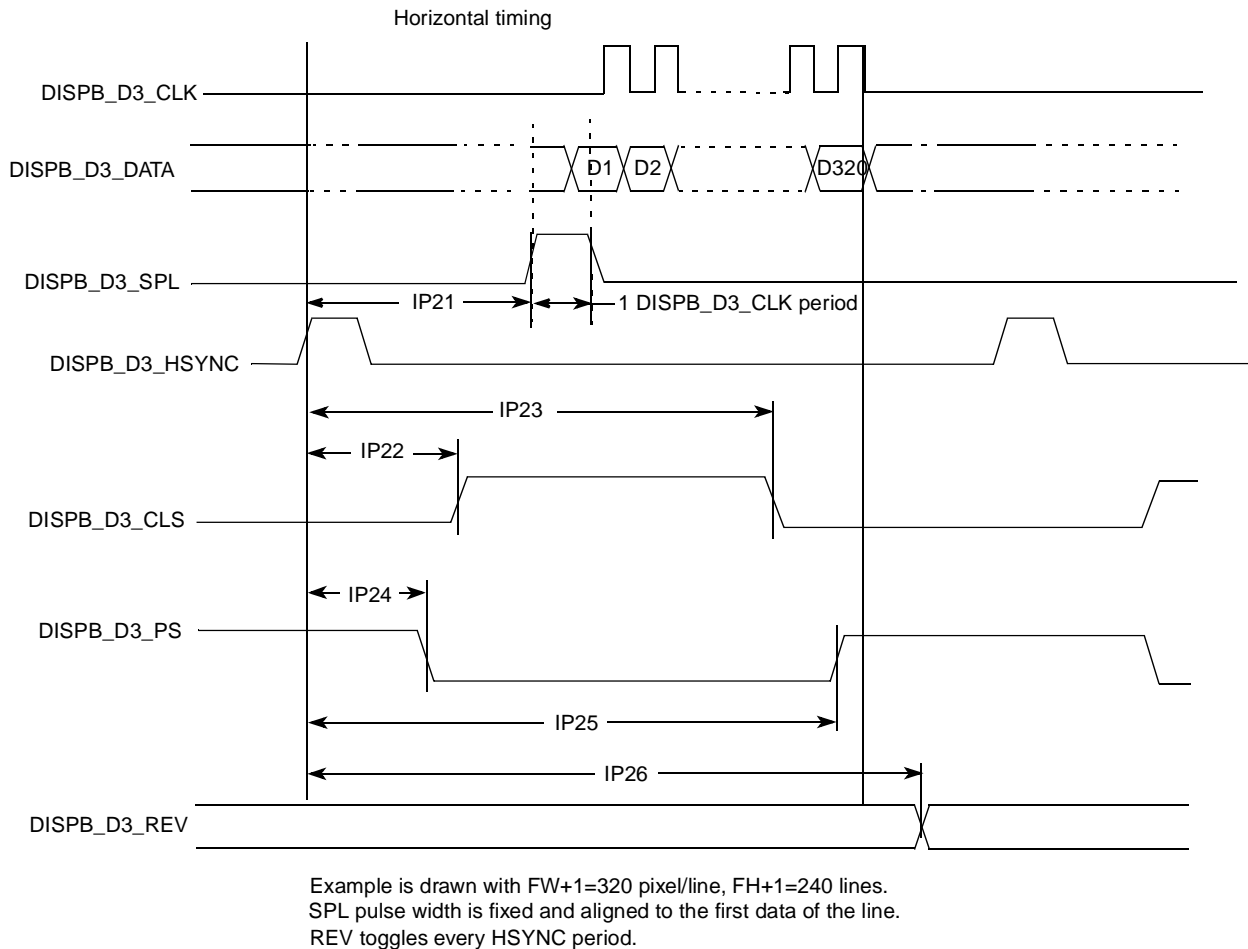 Horizontal timing
DISPB_D3_CLK
DISPB_D3_DATA
D1
D2
D320
DISPB_D3_SPL
IP21
1 DISPB_D3_CLK period
DISPB_D3_HSYNC
IP23
IP22
DISPB_D3_CLS
IP24
DISPB_D3_PS
IP25
IP26
DISPB_D3_REV
Example is drawn with FW+1=320 pixel/line, FH+1=240 lines.
SPL pulse width is fixed and aligned to the first data of the line.
REV toggles every HSYNC period.